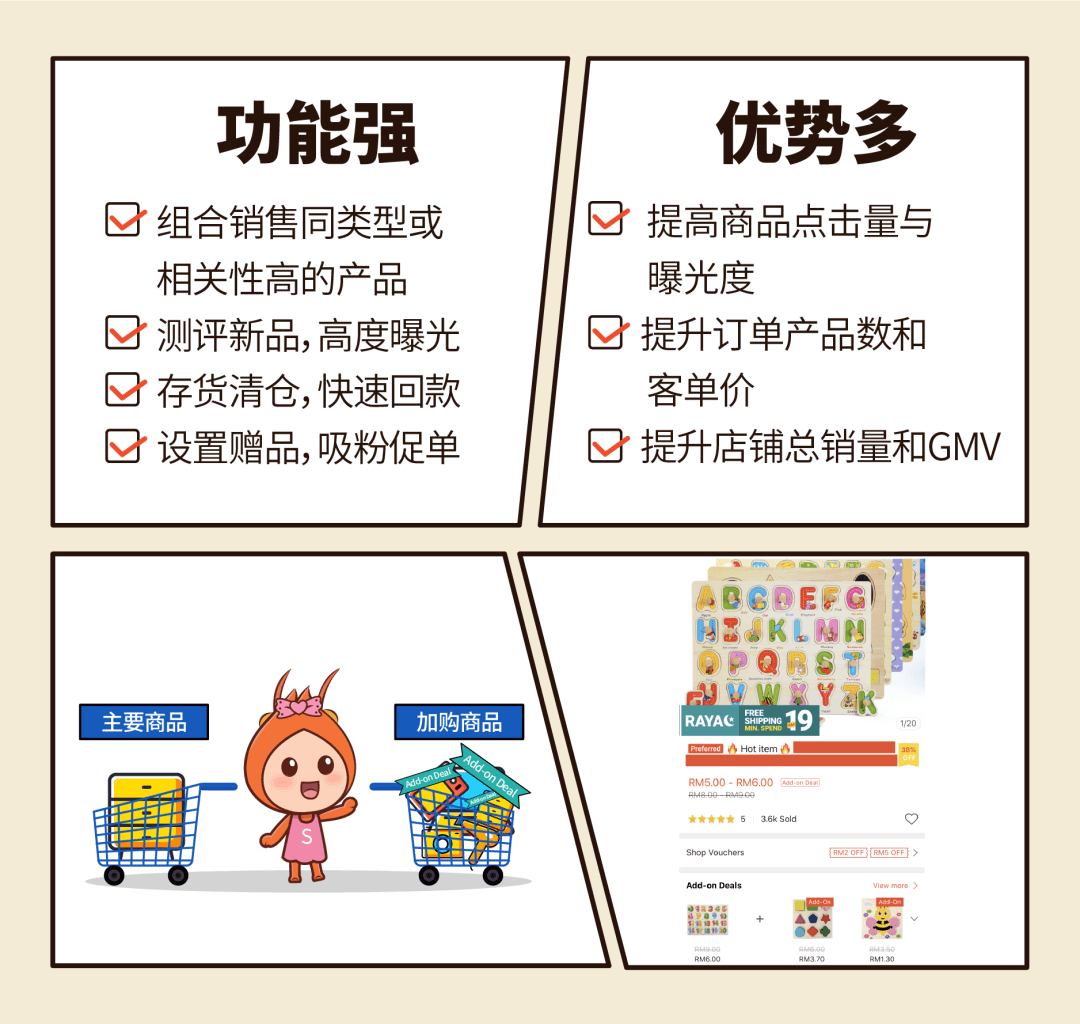 功能强
组合销售同类型或
相关性高的产品
测评新品，高度曝光
存货清仓，快速回款
设置赠品，吸粉促单
优势多
提高商品点击量与
曝光度
提升订单产品数和
客单价
提升店铺总销量和GMV
主要商品
加购商品
Add-on Deal
Add-on Deal
Add-on Deal
S
RAYA
FREE
SHIPPING
MIN. SPEND
RM19
1/20
Preferred
Hot item
38%
OFF
RM5.00 - RM6.00
Add-on Deal
RM8.00 - RM9.00
5
3.6k Sold
Shop Vouchers
RM2 OFF
RM5 OFF
Add-on Deals
View more
Add-On
Add-On
+
RM9.00
RM6.00
RM6.00
RM3.70
RM3.50
RM1.30